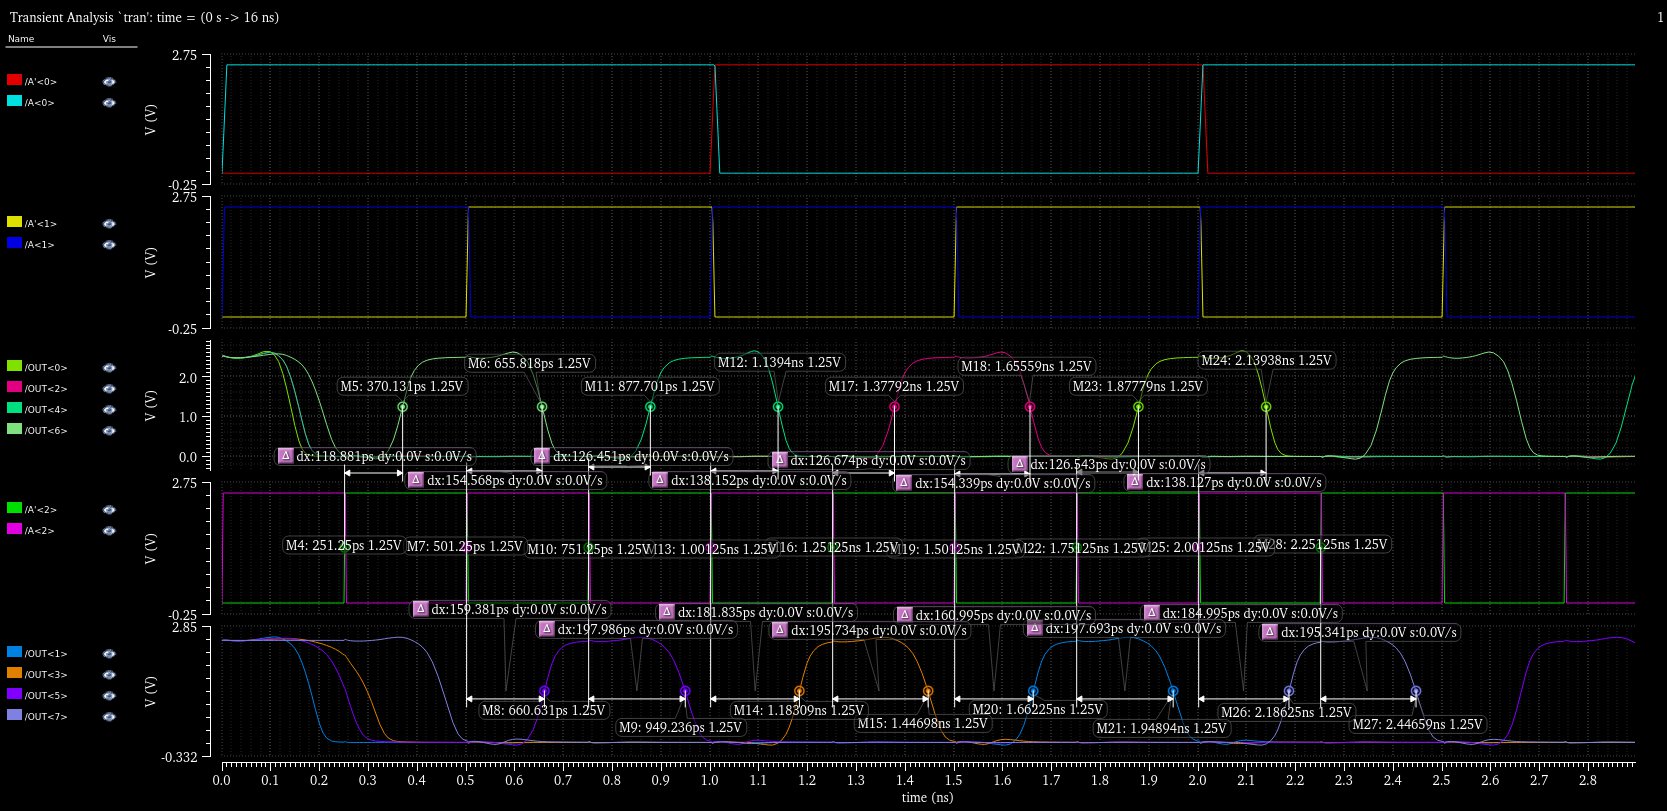 Transient Analysis `tran': time = (0 s -> 16 ns)
1
Name Vis
/A'<0>
/A<0>
2.75
V (V)
-0.25
2.75
/A'<1>
/A<1>
V (V)
-0.25
/OUT<0>
/OUT<2>
/OUT<4>
/OUT<6>
2.0
1.0
0.0
V (V)
M6: 655.818ps 1.25V
M12: 1.1394ns 1.25V
M18: 1.65559ns 1.25V
M24: 2.13938ns 1.25V
M5: 370.131ps 1.25V
M11: 877.701ps 1.25V
M17: 1.37792ns 1.25V
M23: 1.87779ns 1.25V
Δ dx:118.881ps dy:0.0V s:0.0V/s
Δ dx:126.451ps dy:0.0V s:0.0V/s
Δ dx:126.674ps dy:0.0V s:0.0V/s
Δ dx:126.543ps dy:0.0V s:0.0V/s
Δ dx:154.568ps dy:0.0V s:0.0V/s
Δ dx:138.152ps dy:0.0V s:0.0V/s
Δ dx:154.339ps dy:0.0V s:0.0V/s
Δ dx:138.127ps dy:0.0V s:0.0V/s
2.75
/A'<2>
/A<2>
V (V)
-0.25
M4: 251.25ps 1.25V
M7: 501.25ps 1.25V
M10: 751.25ps 1.25V
M13: 1.00125ns 1.25V
M16: 1.25125ns 1.25V
M19: 1.50125ns 1.25V
M22: 1.75125ns 1.25V
M25: 2.00125ns 1.25V
M28: 2.25125ns 1.25V
Δ dx:159.381ps dy:0.0V s:0.0V/s
Δ dx:181.835ps dy:0.0V s:0.0V/s
Δ dx:160.995ps dy:0.0V s:0.0V/s
Δ dx:184.995ps dy:0.0V s:0.0V/s
Δ dx:197.986ps dy:0.0V s:0.0V/s
Δ dx:195.734ps dy:0.0V s:0.0V/s
Δ dx:197.693ps dy:0.0V s:0.0V/s
Δ dx:195.341ps dy:0.0V s:0.0V/s
2.85
/OUT<1>
/OUT<3>
/OUT<5>
/OUT<7>
V (V)
-0.332
M8: 660.631ps 1.25V
M14: 1.18309ns 1.25V
M20: 1.66225ns 1.25V
M26: 2.18625ns 1.25V
M9: 949.236ps 1.25V
M15: 1.44698ns 1.25V
M21: 1.94894ns 1.25V
M27: 2.44659ns 1.25V
0.0 0.1 0.2 0.3 0.4 0.5 0.6 0.7 0.8 0.9 1.0 1.1 1.2 1.3 1.4 1.5 1.6 1.7 1.8 1.9 2.0 2.1 2.2 2.3 2.4 2.5 2.6 2.7 2.8
time (ns)